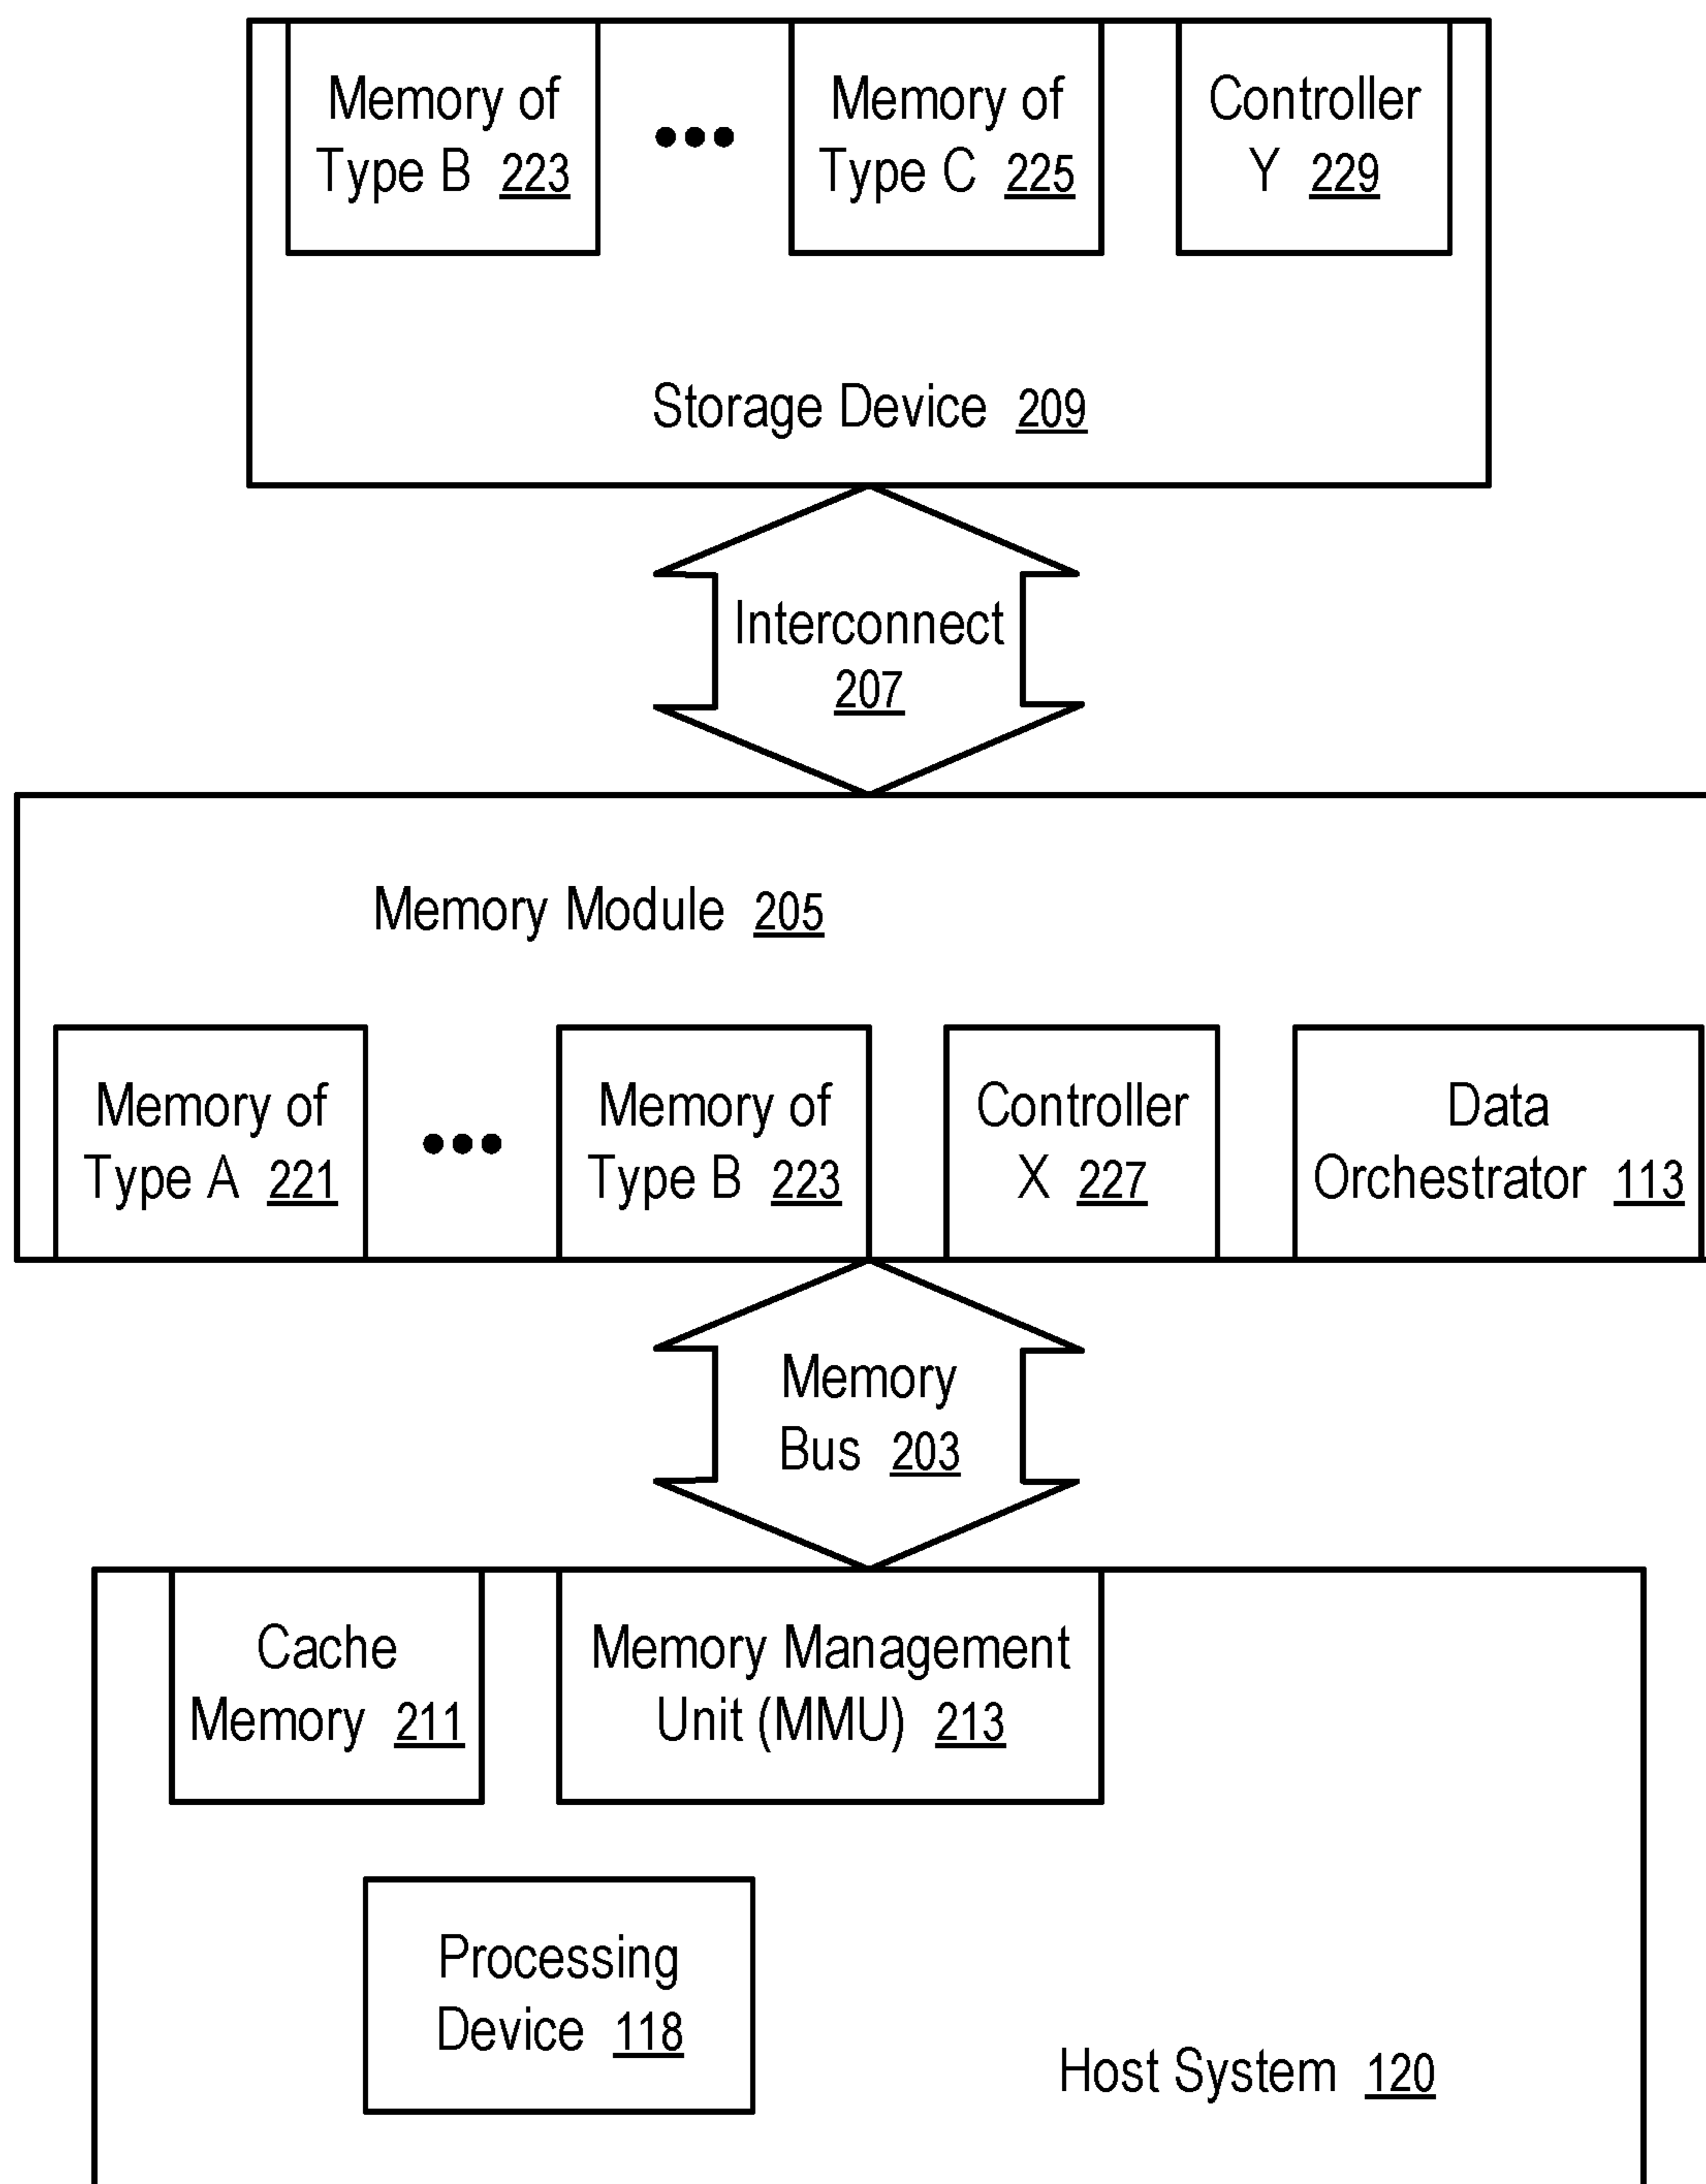 Memory of
Type B 223
Memory of
Type C 225
Controller
Y 229
Storage Device 209
Interconnect
207
Memory Module 205
Memory of
Type A 221
Memory of
Type B 223
Controller
X 227
Data
Orchestrator 113
Memory
Bus 203
Cache
Memory 211
Memory Management
Unit (MMU) 213
Processing
Device 118
Host System 120